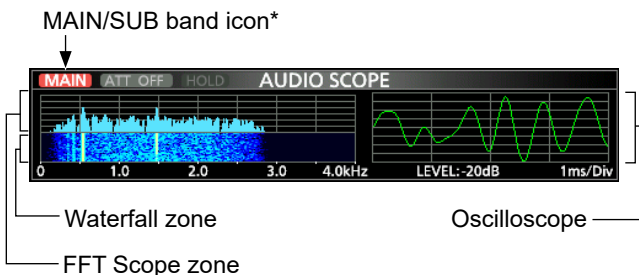 MAIN/SUB band icon*
MAIN ATT OFF HOLD AUDIO SCOPE
0 1.0 2.0 3.0 4.0kHz LEVEL:-20dB 1ms/Div
Waterfall zone Oscilloscope
FFT Scope zone